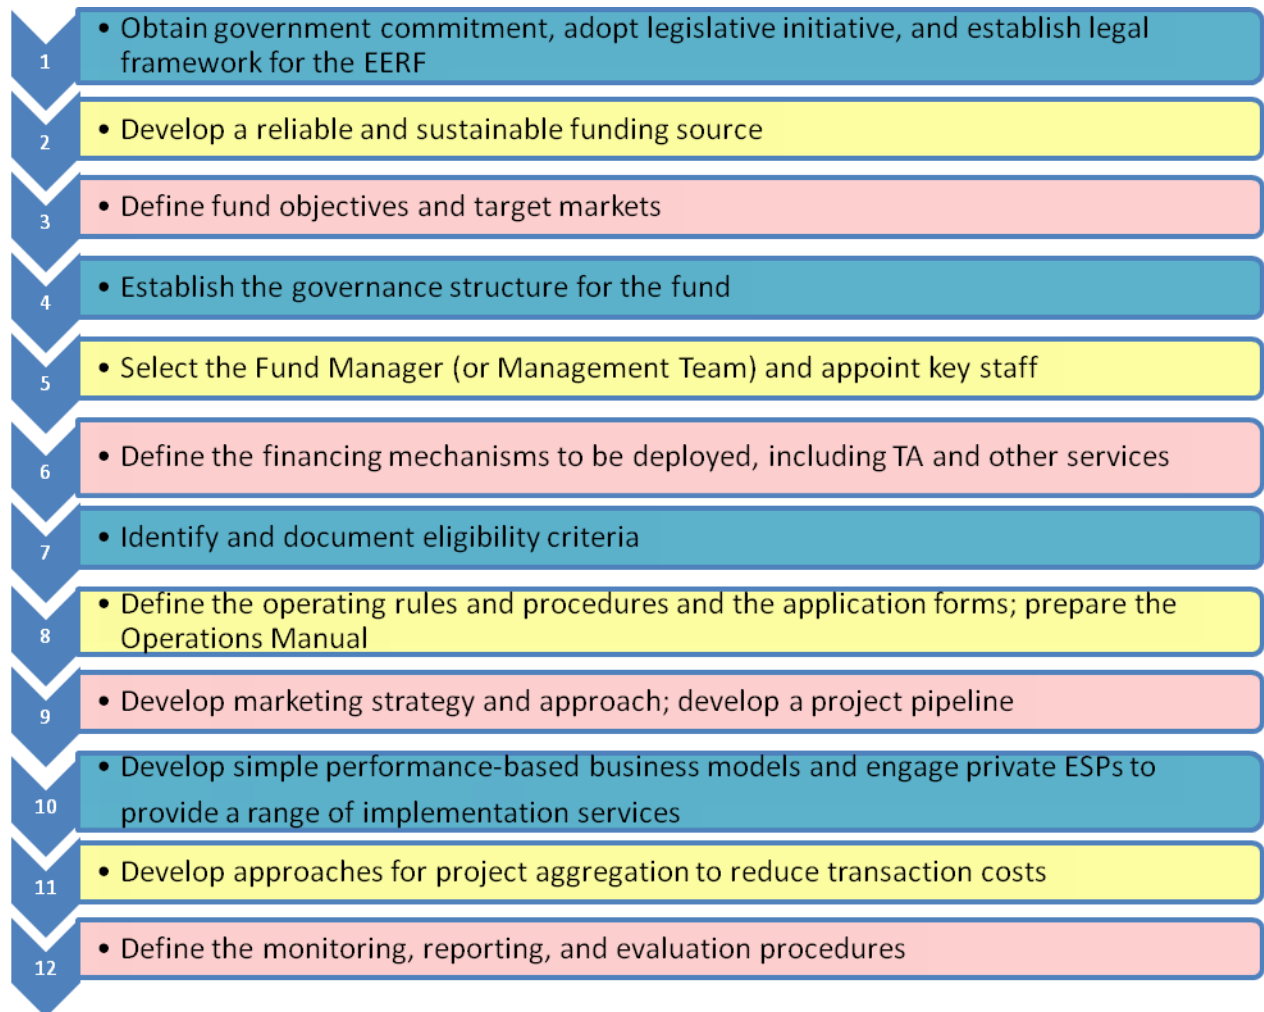 1
• Obtain government commitment, adopt legislative initiative, and establish legal
framework for the EERF
2
• Develop a reliable and sustainable funding source
3
• Define fund objectives and target markets
4
• Establish the governance structure for the fund
5
• Select the Fund Manager (or Management Team) and appoint key staff
6
• Define the financing mechanisms to be deployed, including TA and other services
7
• Identify and document eligibility criteria
8
• Define the operating rules and procedures and the application forms; prepare the
Operations Manual
9
• Develop marketing strategy and approach; develop a project pipeline
10
• Develop simple performance-based business models and engage private ESPs to
provide a range of implementation services
11
• Develop approaches for project aggregation to reduce transaction costs
12
• Define the monitoring, reporting, and evaluation procedures